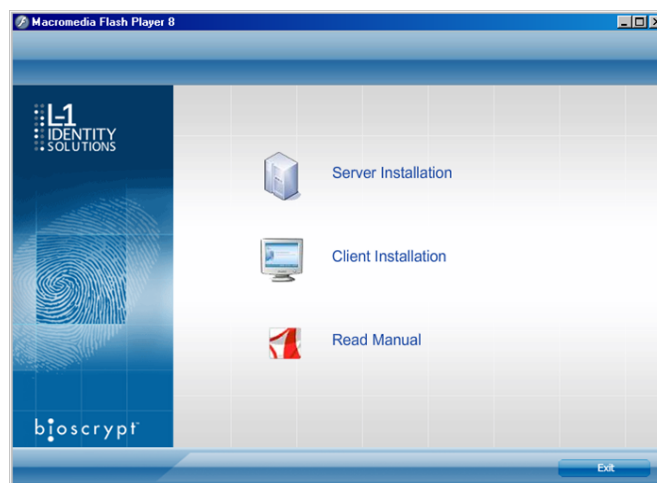 Macromedia Flash Player 8
L-1
IDENTITY
SOLUTIONS
Server Installation
Client Installation
Read Manual
bioscrypt
Exit